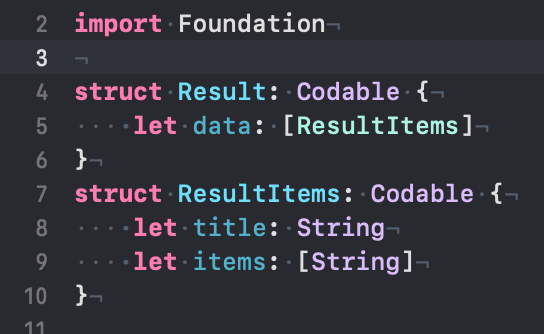 2 import Foundation¬
3 ¬
4 struct Result: Codable {¬
5 ····let data: [ResultItems]¬
6 }¬
7 struct ResultItems: Codable {¬
8 ····let title: String¬
9 ····let items: [String]¬
10 }¬
11